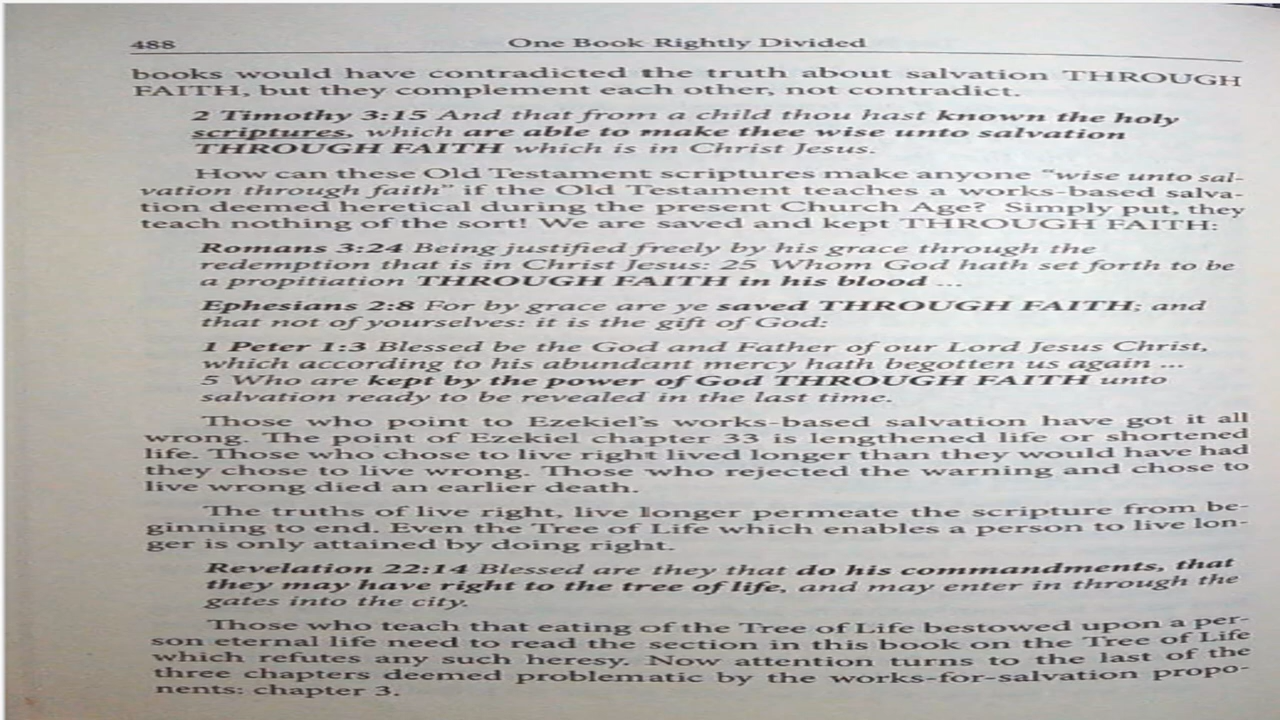 488 One Book Rightly Divided
books would have contradicted the truth about salvation THROUGH
FAITH, but they complement each other, not contradict.
2 Timothy 3:15 And that from a child thou hast known the holy
scriptures, which are able to make thee wise unto salvation
THROUGH FAITH which is in Christ Jesus.
How can these Old Testament scriptures make anyone "wise unto sal-
vation through faith" if the Old Testament teaches a works-based salva-
tion deemed heretical during the present Church Age? Simply put, they
teach nothing of the sort! We are saved and kept THROUGH FAITH:
Romans 3:24 Being justified freely by his grace through the
redemption that is in Christ Jesus: 25 Whom God hath set forth to be
a propitiation THROUGH FAITH in his blood ...
Ephesians 2:8 For by grace are ye saved THROUGH FAITH; and
that not of yourselves: it is the gift of God:
1 Peter 1:3 Blessed be the God and Father of our Lord Jesus Christ,
which according to his abundant mercy hath begotten us again ...
5 Who are kept by the power of God THROUGH FAITH unto
salvation ready to be revealed in the last time.
Those who point to Ezekiel's works-based salvation have got it all
wrong. The point of Ezekiel chapter 33 is lengthened life or shortened
life. Those who chose to live right lived longer than they would have had
they chose to live wrong. Those who rejected the warning and chose to
live wrong died an earlier death.
The truths of live right, live longer permeate the scripture from be-
ginning to end. Even the Tree of Life which enables a person to live lon-
ger is only attained by doing right.
Revelation 22:14 Blessed are they that do his commandments, that
they may have right to the tree of life, and may enter in through the
gates into the city.
Those who teach that eating of the Tree of Life bestowed upon a per-
son eternal life need to read the section in this book on the Tree of Life
which refutes any such heresy. Now attention turns to the last of the
three chapters deemed problematic by the works-for-salvation propo-
nents: chapter 3.